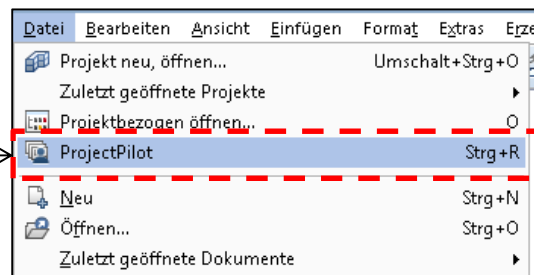 Datei Bearbeiten Ansicht Einfügen Format Extras
Projekt neu, öffnen... Umschalt+Strg+O
Zuletzt geöffnete Projekte
Projektbezogen öffnen... O
ProjectPilot Strg+R
Neu Strg+N
Öffnen... Strg+O
Zuletzt geöffnete Dokumente